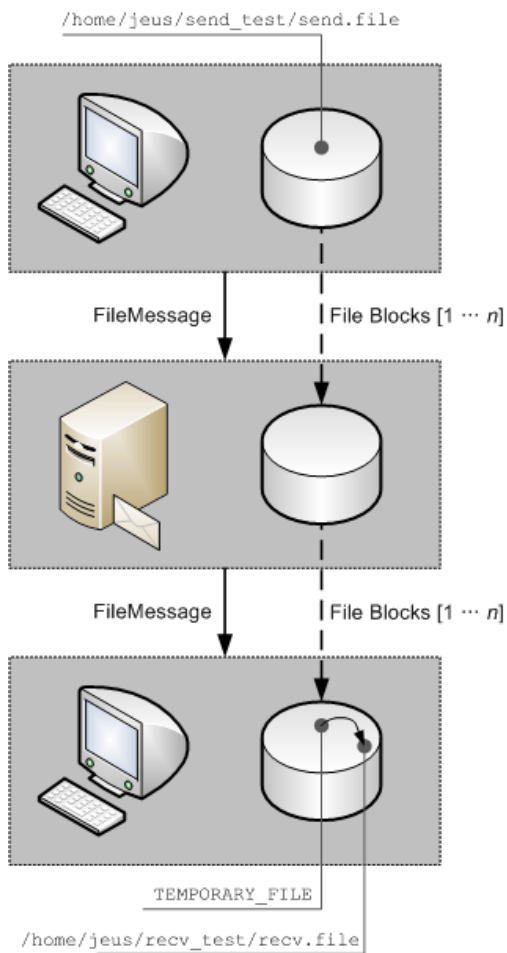 /home/jeus/send_test/send.file
FileMessage
File Blocks [1 ··· n]
FileMessage
File Blocks [1 ··· n]
TEMPORARY_FILE
/home/jeus/recv_test/recv.file